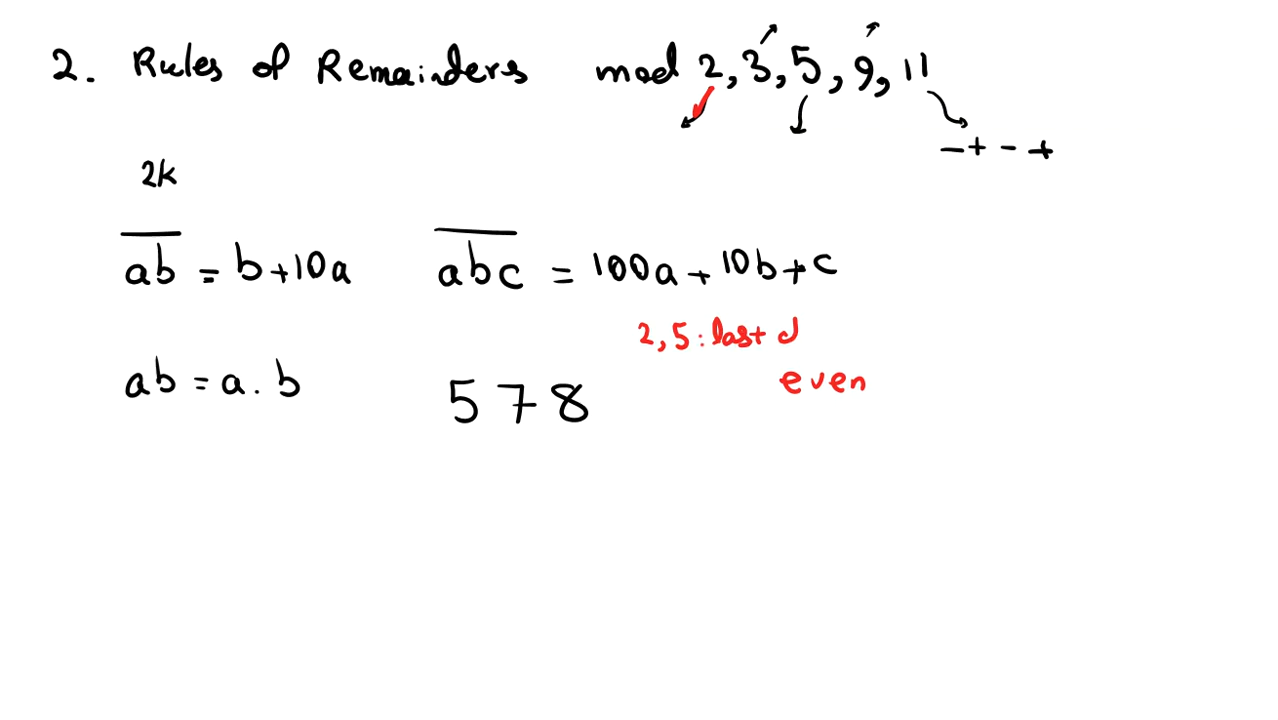 2. Rules of Remainders mod 2, 3, 5, 9, 11
- + - +
2k
ab = b + 10a
abc = 100a + 10b + c
2, 5 : last d
even
ab = a . b
578